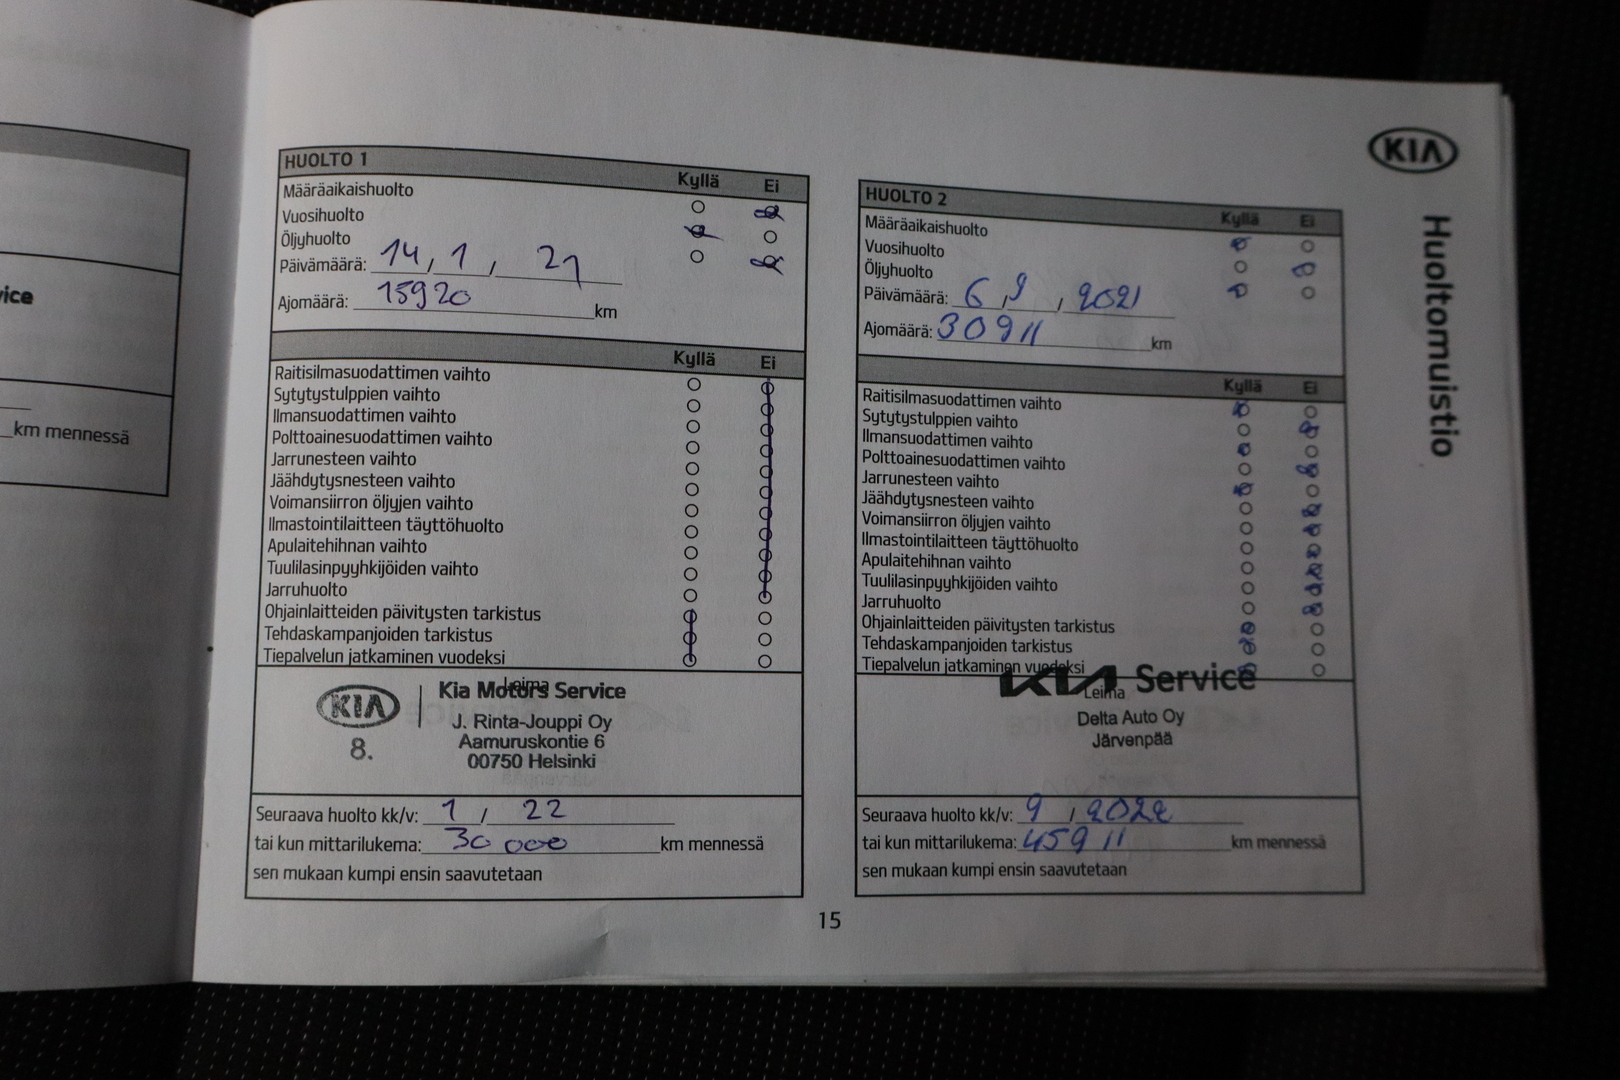 ice
km mennessä
HUOLTO 1
Kyllä Ei
Määräaikaishuolto
Vuosihuolto
Öljyhuolto
Päivämäärä: 14, 1, 21
Ajomäärä: 15920 km
Kyllä Ei
Raitisilmasuodattimen vaihto
Sytytystulppien vaihto
Ilmansuodattimen vaihto
Polttoainesuodattimen vaihto
Jarrunesteen vaihto
Jäähdytysnesteen vaihto
Voimansiirron öljyjen vaihto
Ilmastointilaitteen täyttöhuolto
Apulaitehihnan vaihto
Tuulilasinpyyhkijöiden vaihto
Jarruhuolto
Ohjainlaitteiden päivitysten tarkistus
Tehdaskampanjoiden tarkistus
Tiepalvelun jatkaminen vuodeksi
Leima
KIA
Kia Motors Service
J. Rinta-Jouppi Oy
8.
Aamuruskontie 6
00750 Helsinki
Seuraava huolto kk/v: 1 / 22
tai kun mittarilukema: 30 000 km mennessä
sen mukaan kumpi ensin saavutetaan
HUOLTO 2
Kyllä Ei
Määräaikaishuolto
Vuosihuolto
Öljyhuolto
Päivämäärä: 6, 9, 2021
Ajomäärä: 30911 km
Kyllä Ei
Raitisilmasuodattimen vaihto
Sytytystulppien vaihto
Ilmansuodattimen vaihto
Polttoainesuodattimen vaihto
Jarrunesteen vaihto
Jäähdytysnesteen vaihto
Voimansiirron öljyjen vaihto
Ilmastointilaitteen täyttöhuolto
Apulaitehihnan vaihto
Tuulilasinpyyhkijöiden vaihto
Jarruhuolto
Ohjainlaitteiden päivitysten tarkistus
Tehdaskampanjoiden tarkistus
Tiepalvelun jatkaminen vuodeksi
KIA Service
Leima
Delta Auto Oy
Järvenpää
Seuraava huolto kk/v: 9 / 2022
tai kun mittarilukema: 45911 km mennessä
sen mukaan kumpi ensin saavutetaan
KIA
Huoltomuistio
15